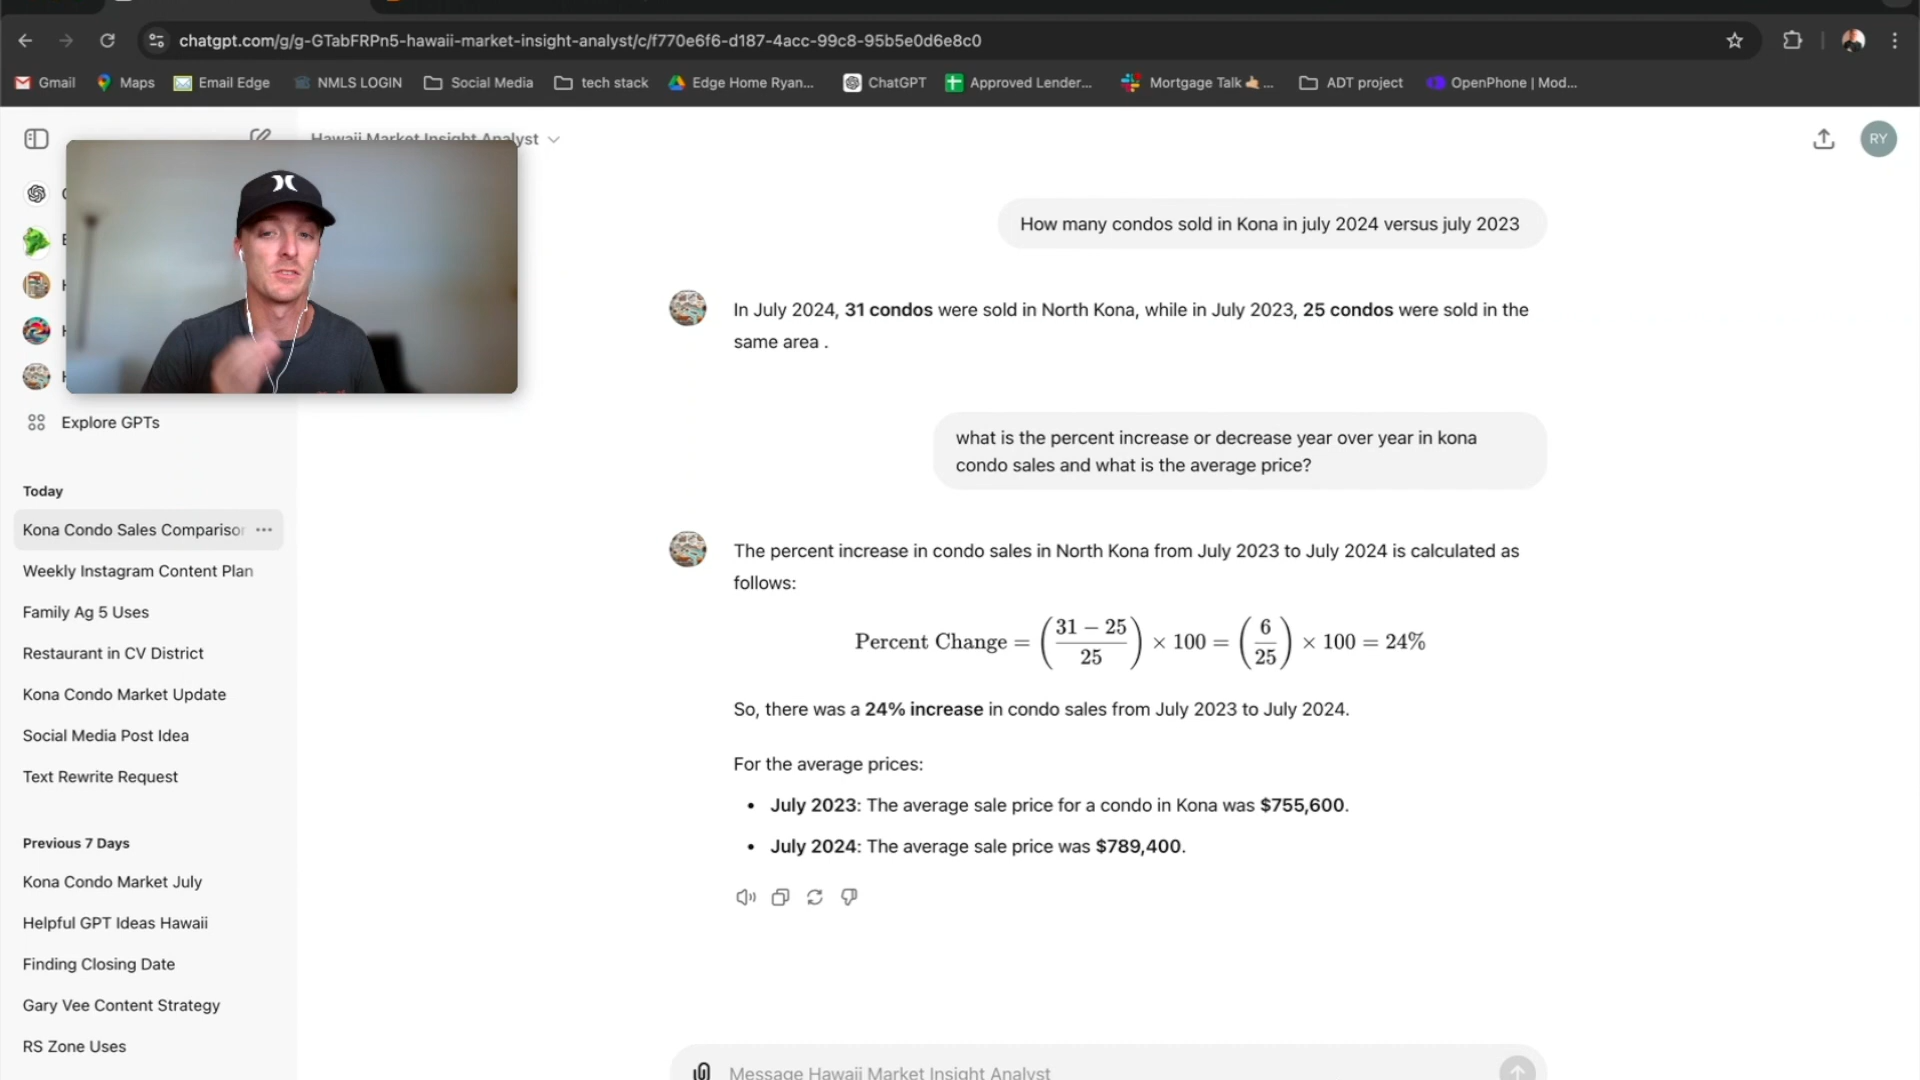 chatgpt.com/g/g-GTabFRPn5-hawaii-market-insight-analyst/c/f770e6f6-d187-4acc-99c8-95b5e0d6e8c0
Gmail Maps Email Edge NMLS LOGIN Social Media tech stack Edge Home Ryan... ChatGPT Approved Lender... Mortgage Talk 🤙🏼... ADT project OpenPhone | Mod...
Hawaii Market Insight Analyst
RY
How many condos sold in Kona in july 2024 versus july 2023
In July 2024, 31 condos were sold in North Kona, while in July 2023, 25 condos were sold in the
same area .
what is the percent increase or decrease year over year in kona
condo sales and what is the average price?
The percent increase in condo sales in North Kona from July 2023 to July 2024 is calculated as
follows:
Percent Change = (31 − 25 / 25) × 100 = (6 / 25) × 100 = 24%
So, there was a 24% increase in condo sales from July 2023 to July 2024.
For the average prices:
• July 2023: The average sale price for a condo in Kona was $755,600.
• July 2024: The average sale price was $789,400.
Message Hawaii Market Insight Analyst
Explore GPTs
Today
Kona Condo Sales Comparison
Weekly Instagram Content Plan
Family Ag 5 Uses
Restaurant in CV District
Kona Condo Market Update
Social Media Post Idea
Text Rewrite Request
Previous 7 Days
Kona Condo Market July
Helpful GPT Ideas Hawaii
Finding Closing Date
Gary Vee Content Strategy
RS Zone Uses